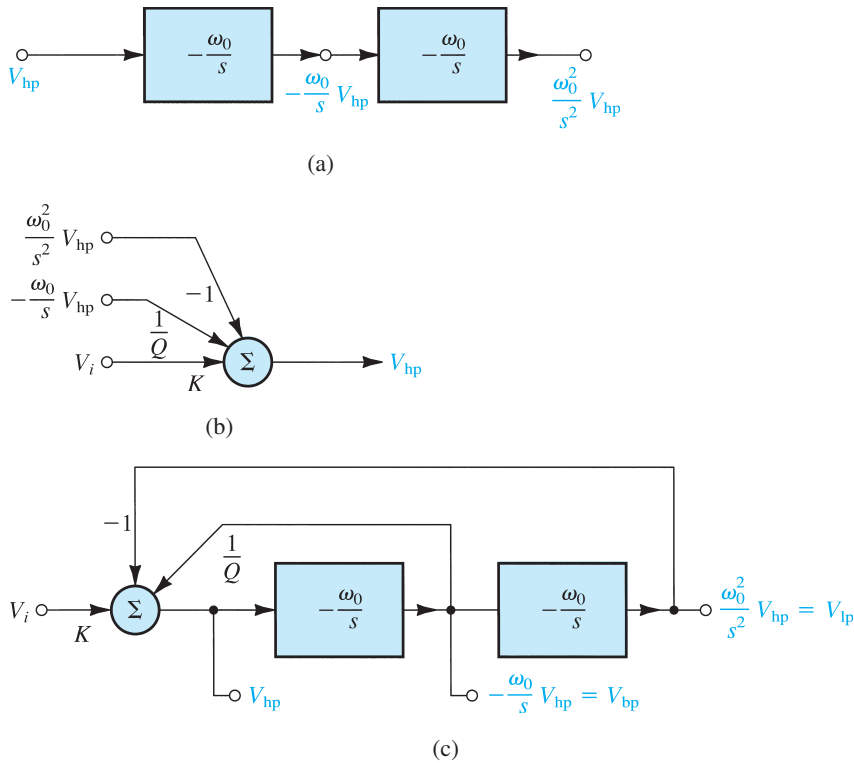 V_hp
−ω₀/s
−ω₀/s V_hp
−ω₀/s
ω₀²/s² V_hp
(a)
ω₀²/s² V_hp
−1
−ω₀/s V_hp
1/Q
V_i
K
Σ
V_hp
(b)
−1
1/Q
V_i
K
Σ
−ω₀/s
−ω₀/s
ω₀²/s² V_hp = V_lp
V_hp
−ω₀/s V_hp = V_bp
(c)